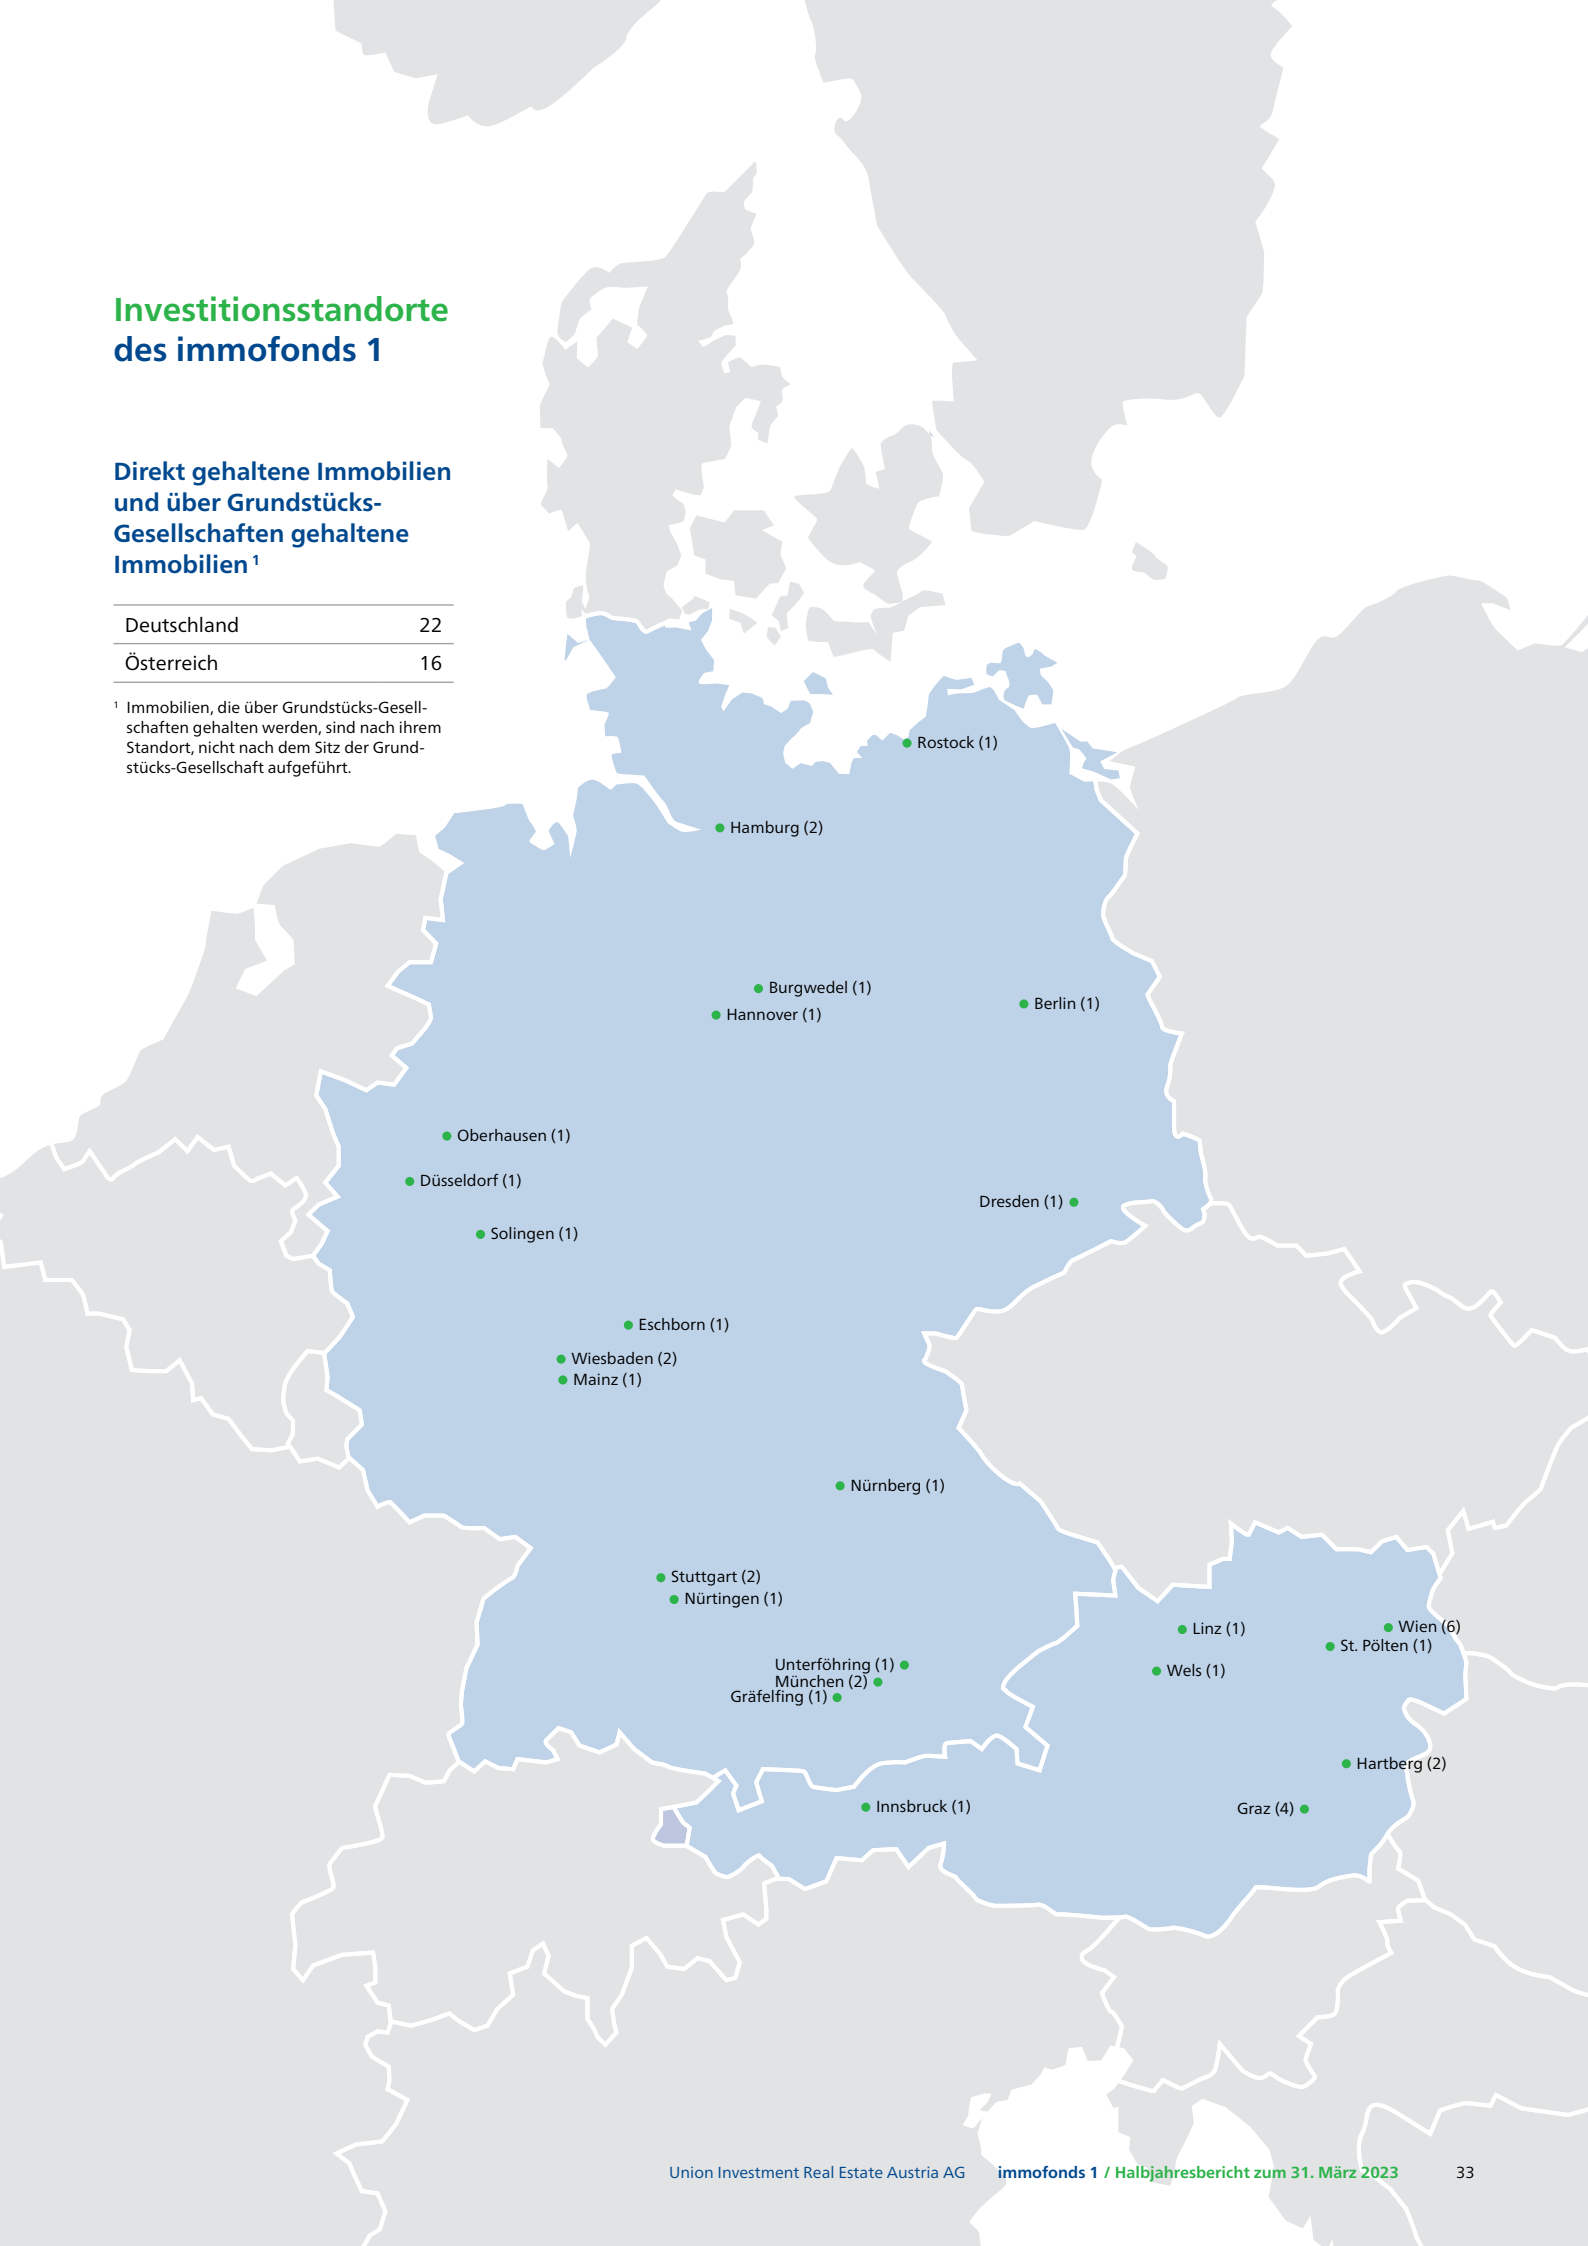 Investitionsstandorte
des immofonds 1
Direkt gehaltene Immobilien
und über Grundstücks-
Gesellschaften gehaltene
Immobilien ¹
Deutschland 22
Österreich 16
¹ Immobilien, die über Grundstücks-Gesell-
schaften gehalten werden, sind nach ihrem
Standort, nicht nach dem Sitz der Grund-
stücks-Gesellschaft aufgeführt.
Rostock (1)
Hamburg (2)
Burgwedel (1)
Berlin (1)
Hannover (1)
Oberhausen (1)
Düsseldorf (1)
Dresden (1)
Solingen (1)
Eschborn (1)
Wiesbaden (2)
Mainz (1)
Nürnberg (1)
Stuttgart (2)
Nürtingen (1)
Linz (1)
Wien (6)
St. Pölten (1)
Unterföhring (1)
Wels (1)
München (2)
Gräfelfing (1)
Hartberg (2)
Innsbruck (1)
Graz (4)
Union Investment Real Estate Austria AG immofonds 1 / Halbjahresbericht zum 31. März 2023 33